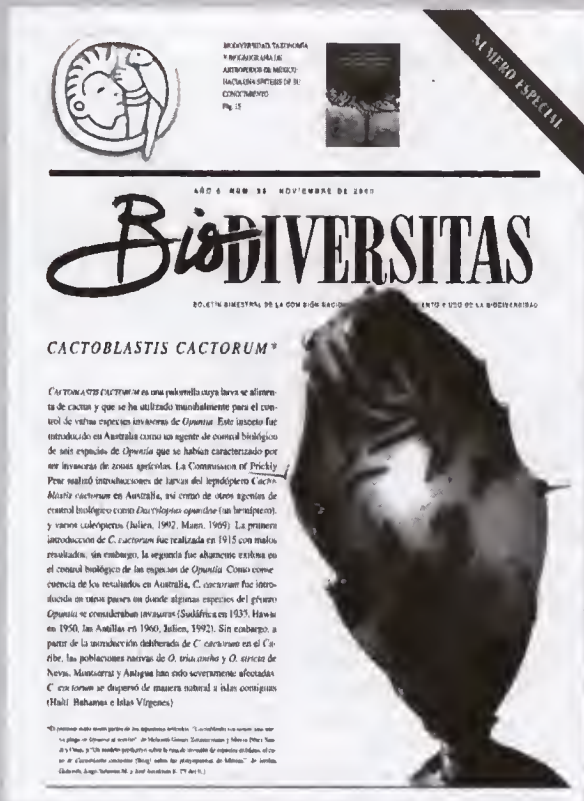 BIODIVERSIDAD, TAXONOMÍA
Y BIOGEOGRAFÍA DE
ARTRÓPODOS DE MÉXICO:
HACIA UNA SÍNTESIS DE SU
CONOCIMIENTO
Pág. 15
NÚMERO ESPECIAL
AÑO 6 NÚM. NOVIEMBRE DE
BioDIVERSITAS
BOLETÍN BIMESTRAL DE LA COMISIÓN NACIO ENTO Y USO DE LA BIODIVERSIDAD
CACTOBLASTIS CACTORUM*
CACTOBLASTIS CACTORUM es una palomilla cuya larva se alimen-
ta de cactus y que se ha utilizado mundialmente para el con-
trol de varias especies invasoras de Opuntia. Este insecto fue
introducido en Australia como un agente de control biológico
de seis especies de Opuntia que se habían caracterizado por
ser invasoras de zonas agrícolas. La Commission of Prickly
Pear realizó introducciones de larvas del lepidóptero Cacto-
blastis cactorum en Australia, así como de otros agentes de
control biológico como Dactylopius opuntiae (un hemíptero),
y varios coleópteros (Julien, 1992, Mann, 1969). La primera
introducción de C. cactorum fue realizada en 1915 con malos
resultados; sin embargo, la segunda fue altamente exitosa en
el control biológico de las especies de Opuntia. Como conse-
cuencia de los resultados en Australia, C. cactorum fue intro-
ducida en otros países en donde algunas especies del género
Opuntia se consideraban invasoras (Sudáfrica en 1933, Hawai
en 1950, las Antillas en 1960, Julien, 1992). Sin embargo, a
partir de la introducción deliberada de C. cactorum en el Ca-
ribe, las poblaciones nativas de O. triacantha y O. stricta de
Nevis, Montserrat y Antigua han sido severamente afectadas.
C. cactorum se dispersó de manera natural a islas contiguas
(Haití, Bahamas e Islas Vírgenes)